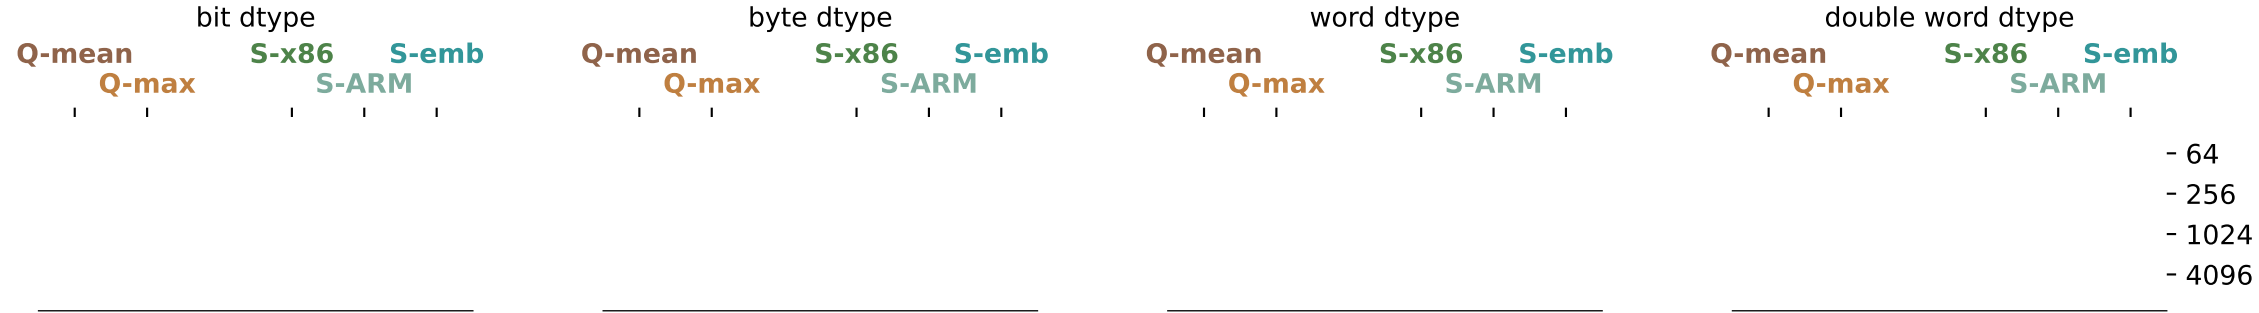 bit dtype byte dtype word dtype double word dtype
Q-mean S-x86 S-emb Q-mean S-x86 S-emb Q-mean S-x86 S-emb Q-mean S-x86 S-emb
Q-max S-ARM Q-max S-ARM Q-max S-ARM Q-max S-ARM
64
256
1024
4096